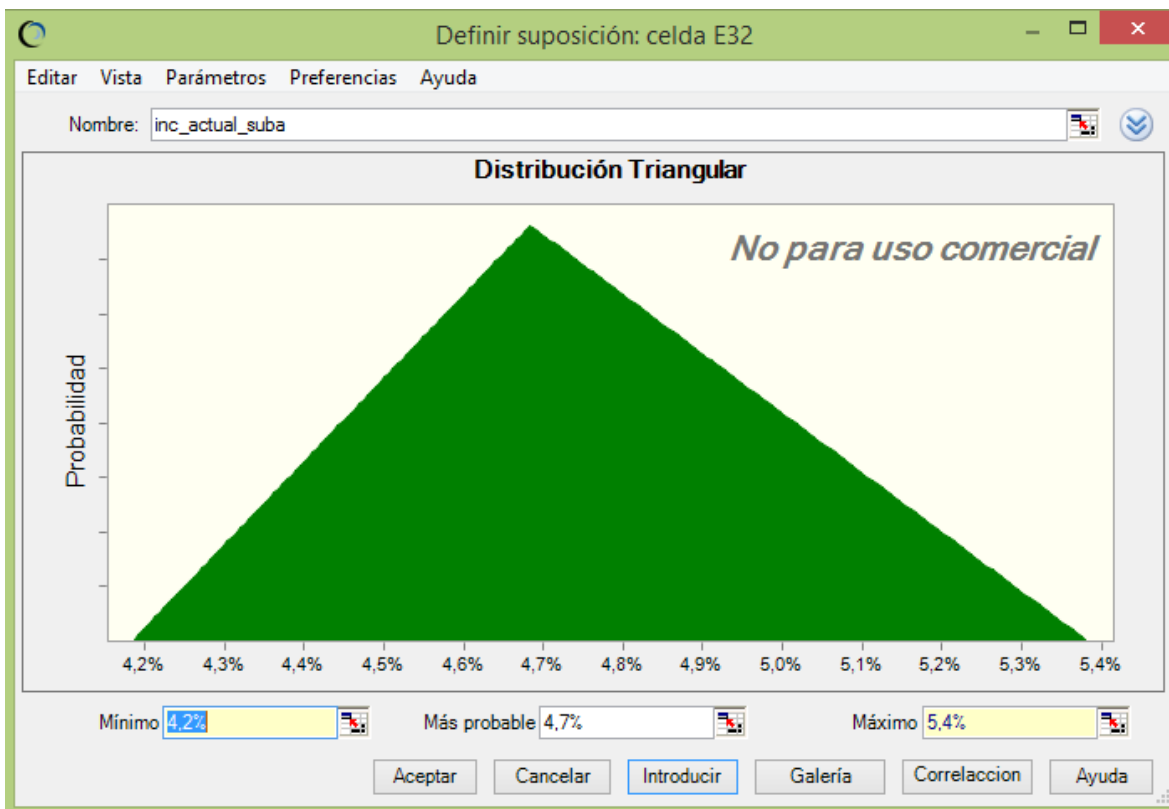 Definir suposición: celda E32
Editar Vista Parámetros Preferencias Ayuda
Nombre: inc_actual_suba
Distribución Triangular
No para uso comercial
Probabilidad
4,2% 4,3% 4,4% 4,5% 4,6% 4,7% 4,8% 4,9% 5,0% 5,1% 5,2% 5,3% 5,4%
Mínimo 4,2% Más probable 4,7% Máximo 5,4%
Aceptar Cancelar Introducir Galería Correlaccion Ayuda